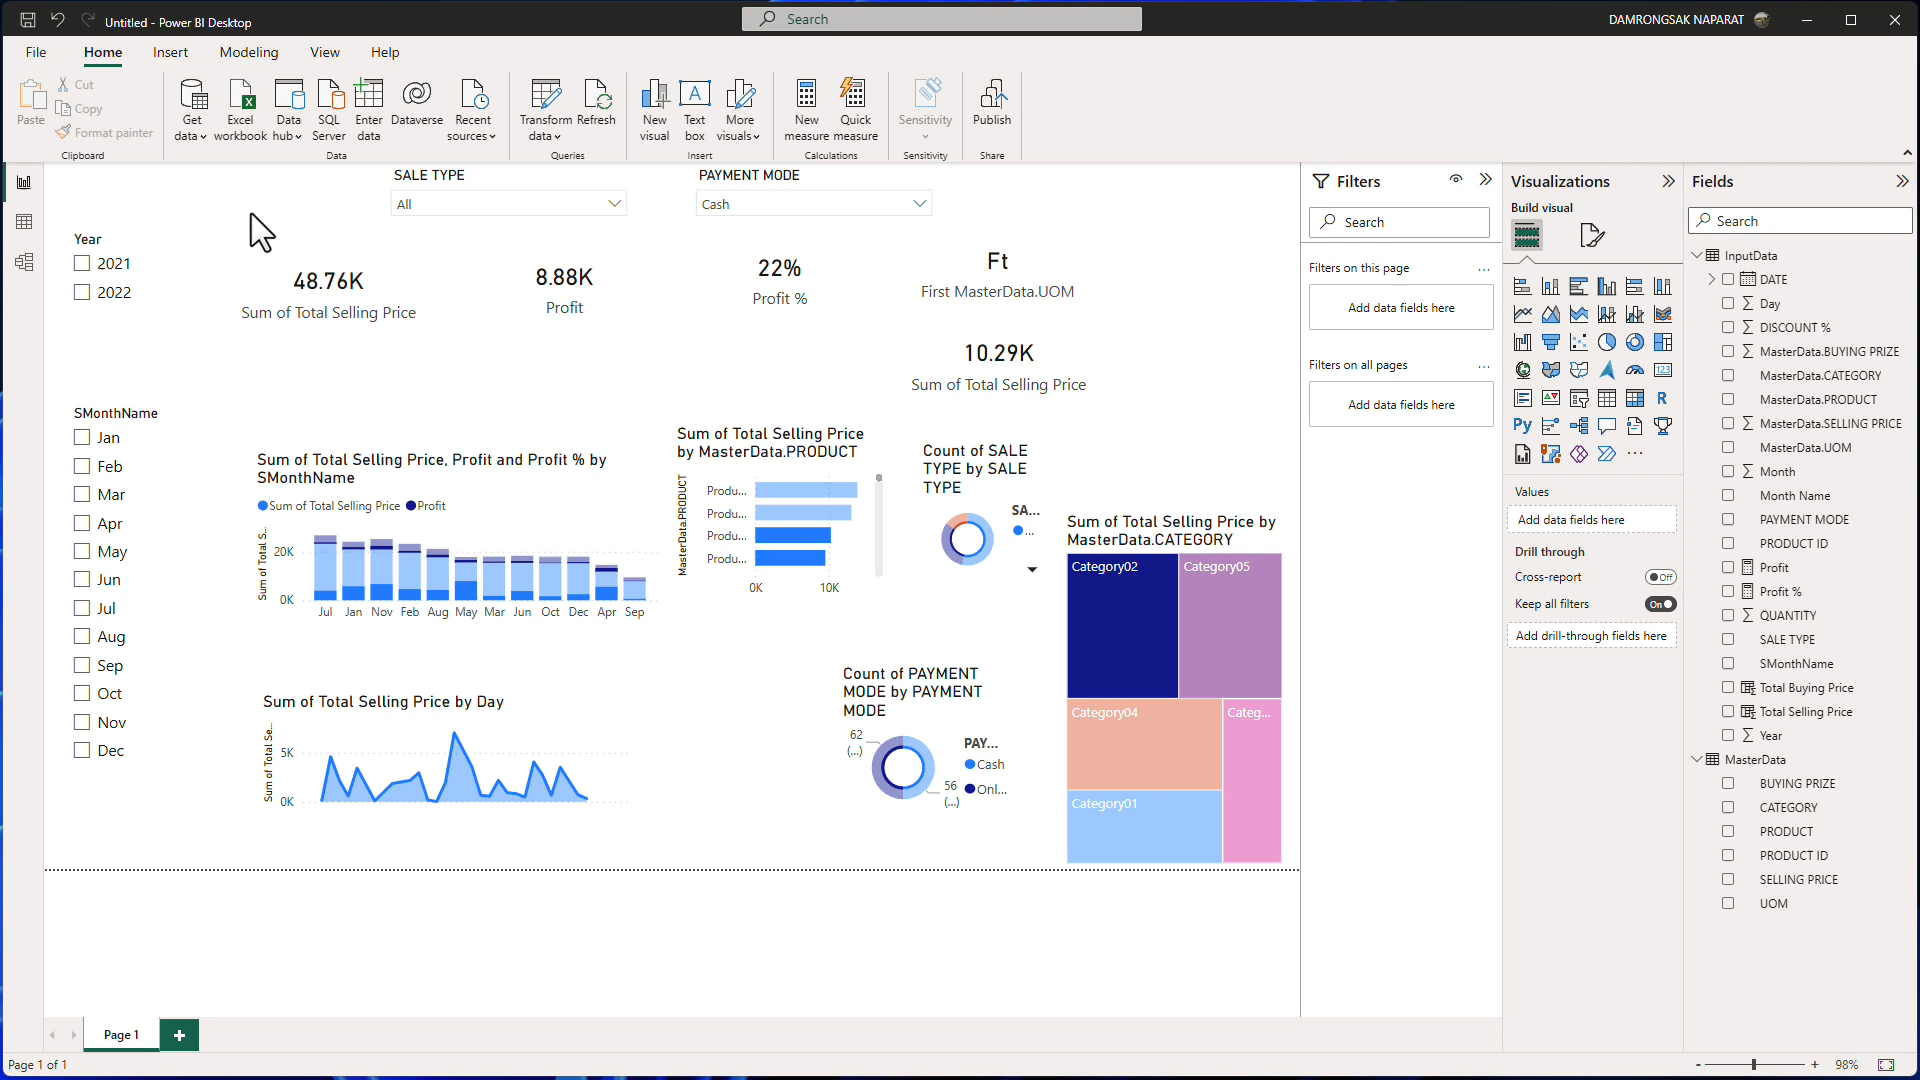 Untitled - Power BI Desktop
Search
DAMRONGSAK NAPARAT
File
Home
Insert
Modeling
View
Help
Paste
Cut
Copy
Format painter
Clipboard
Get data
Excel workbook
Data hub
SQL Server
Enter data
Dataverse
Recent sources
Data
Transform data
Refresh
Queries
New visual
Text box
More visuals
Insert
New measure
Quick measure
Calculations
Sensitivity
Sensitivity
Publish
Share
SALE TYPE
All
PAYMENT MODE
Cash
Year
2021
2022
48.76K
Sum of Total Selling Price
8.88K
Profit
22%
Profit %
Ft
First MasterData.UOM
10.29K
Sum of Total Selling Price
SMonthName
Jan
Feb
Mar
Apr
May
Jun
Jul
Aug
Sep
Oct
Nov
Dec
Sum of Total Selling Price, Profit and Profit % by
SMonthName
Sum of Total Selling Price
Profit
Sum of Total S...
20K
0K
Jul Jan Nov Feb Aug May Mar Jun Oct Dec Apr Sep
Sum of Total Selling Price
by MasterData.PRODUCT
MasterData.PRODUCT
Produ...
Produ...
Produ...
Produ...
0K 10K
Count of SALE
TYPE by SALE
TYPE
SA...
...
Sum of Total Selling Price by
MasterData.CATEGORY
Category02
Category05
Category04
Categ...
Category01
Sum of Total Selling Price by Day
Sum of Total Se...
5K
0K
Count of PAYMENT
MODE by PAYMENT
MODE
62
(...)
56
(...)
PAY...
Cash
Onl...
Filters
Search
Filters on this page
...
Add data fields here
Filters on all pages
...
Add data fields here
Visualizations
Build visual
123
R
Py
...
Values
Add data fields here
Drill through
Cross-report
Off
Keep all filters
On
Add drill-through fields here
Fields
Search
InputData
DATE
Day
DISCOUNT %
MasterData.BUYING PRIZE
MasterData.CATEGORY
MasterData.PRODUCT
MasterData.SELLING PRICE
MasterData.UOM
Month
Month Name
PAYMENT MODE
PRODUCT ID
Profit
Profit %
QUANTITY
SALE TYPE
SMonthName
Total Buying Price
Total Selling Price
Year
MasterData
BUYING PRIZE
CATEGORY
PRODUCT
PRODUCT ID
SELLING PRICE
UOM
Page 1
Page 1 of 1
- + 98%